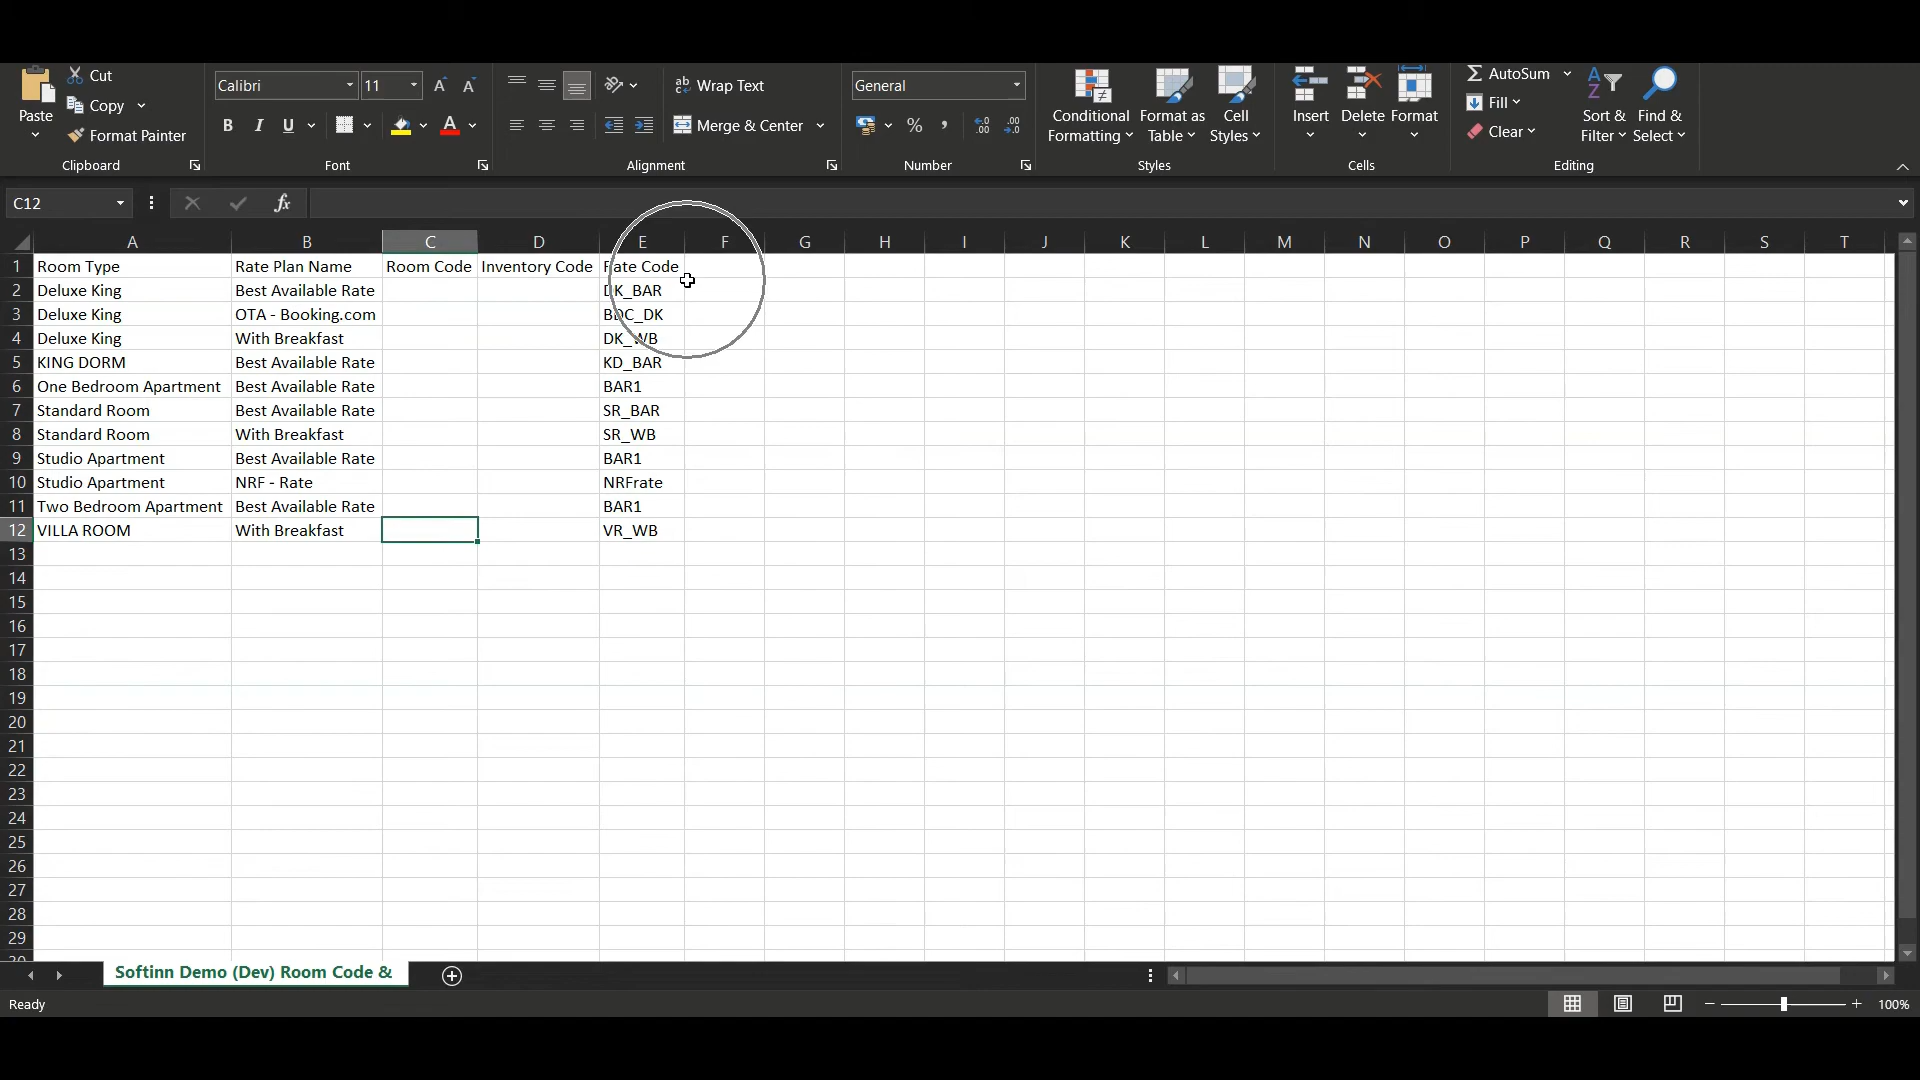 Paste
Cut
Copy
Format Painter
Clipboard
Calibri 11 A A
B I U A
Font
ab Wrap Text
Merge & Center
Alignment
General
% ,
Number
Conditional Formatting
Format as Table
Cell Styles
Styles
Insert Delete Format
Cells
AutoSum
Fill
Clear
Sort & Filter
Find & Select
Editing
C12 fx
A B C D E F G H I J K L M N O P Q R S T
1 Room Type Rate Plan Name Room Code Inventory Code Rate Code
2 Deluxe King Best Available Rate DK_BAR
3 Deluxe King OTA - Booking.com BDC_DK
4 Deluxe King With Breakfast DK_WB
5 KING DORM Best Available Rate KD_BAR
6 One Bedroom Apartment Best Available Rate BAR1
7 Standard Room Best Available Rate SR_BAR
8 Standard Room With Breakfast SR_WB
9 Studio Apartment Best Available Rate BAR1
10 Studio Apartment NRF - Rate NRFrate
11 Two Bedroom Apartment Best Available Rate BAR1
12 VILLA ROOM With Breakfast VR_WB
13
14
15
16
17
18
19
20
21
22
23
24
25
26
27
28
29
Softinn Demo (Dev) Room Code &
Ready
100%